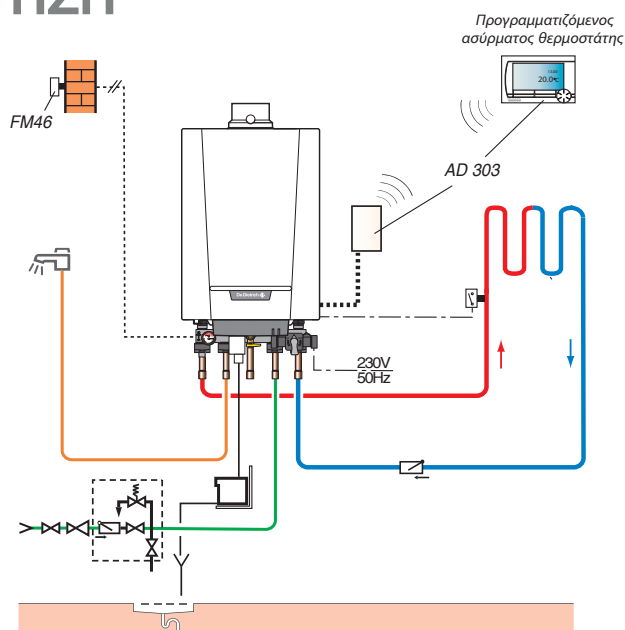 Προγραμματιζόμενος
ασύρματος θερμοστάτης
20.0°C
FM46
AD 303
De Dietrich
230V
50Hz